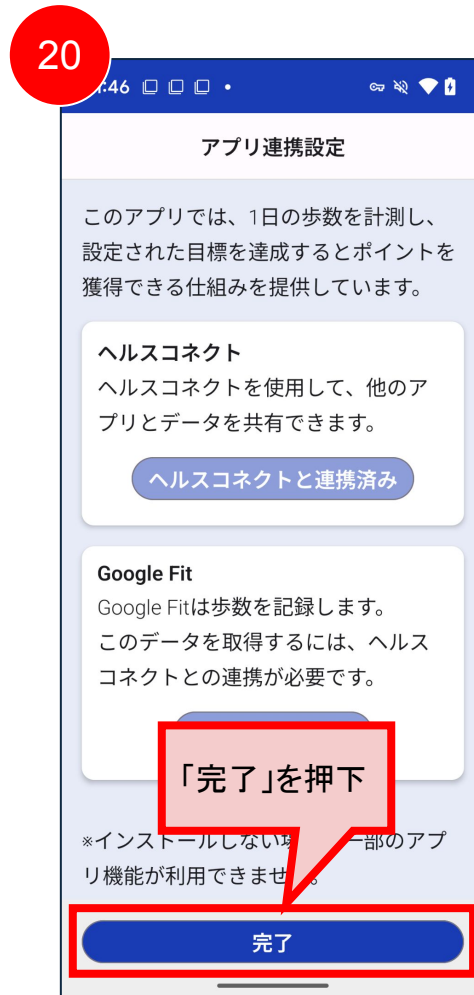 20
:46
アプリ連携設定
このアプリでは、1日の歩数を計測し、
設定された目標を達成するとポイントを
獲得できる仕組みを提供しています。
ヘルスコネクト
ヘルスコネクトを使用して、他のア
プリとデータを共有できます。
ヘルスコネクトと連携済み
Google Fit
Google Fitは歩数を記録します。
このデータを取得するには、ヘルス
コネクトとの連携が必要です。
「完了」を押下
※インストールしない 一部のアプ
リ機能が利用できませ 。
完了